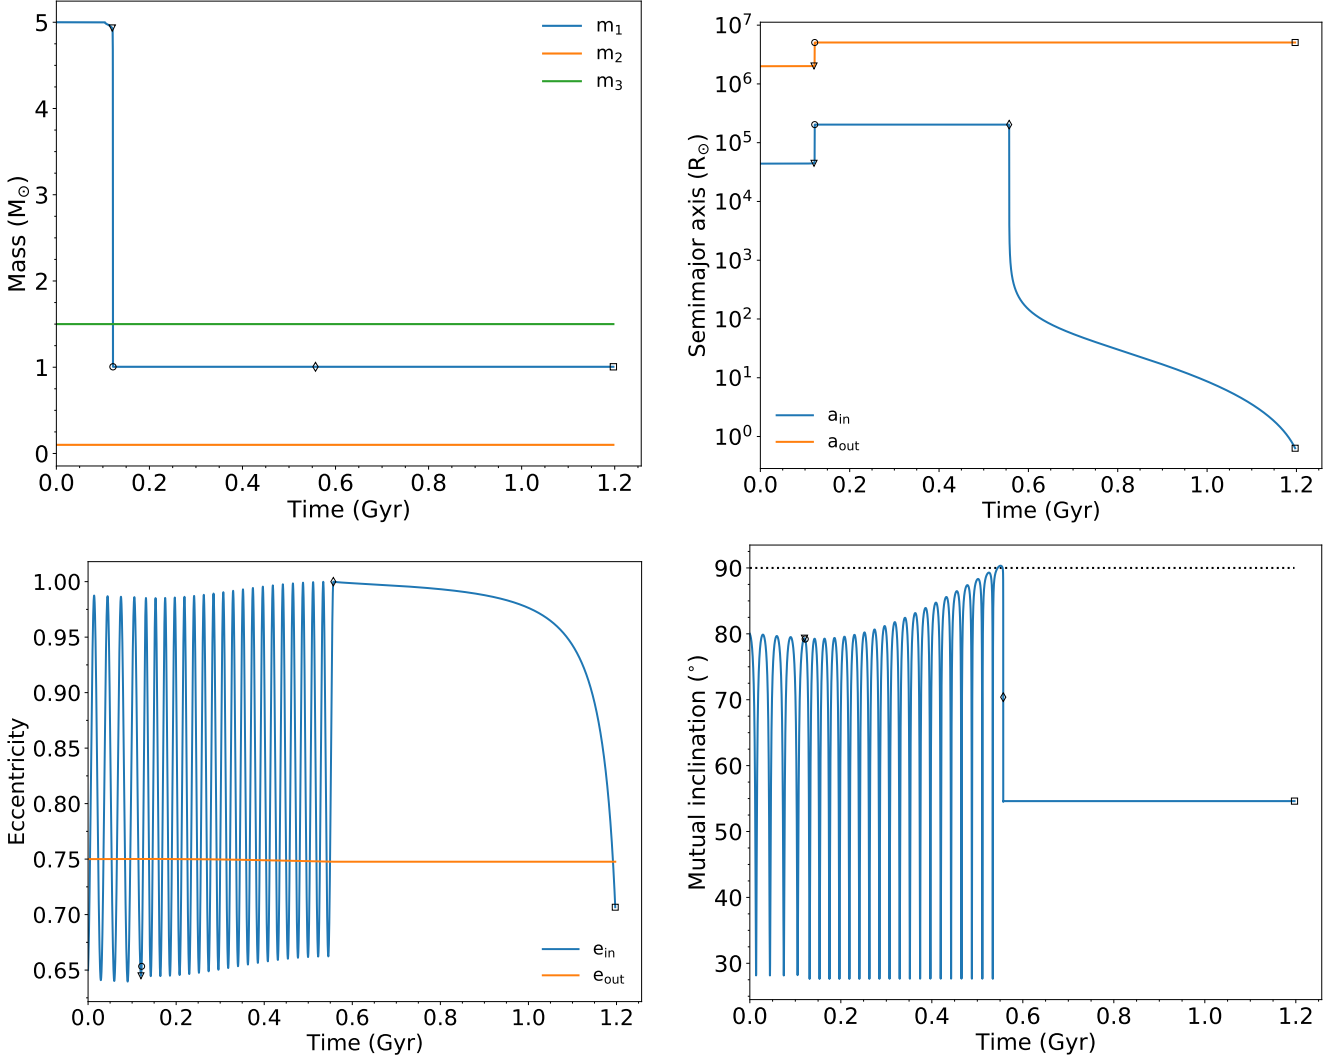 5
4
3
2
1
0
Mass (M⊙)
m₁
m₂
m₃
0.0 0.2 0.4 0.6 0.8 1.0 1.2
Time (Gyr)
10⁷
10⁶
10⁵
10⁴
10³
10²
10¹
10⁰
Semimajor axis (R⊙)
a_in
a_out
0.0 0.2 0.4 0.6 0.8 1.0 1.2
Time (Gyr)
1.00
0.95
0.90
0.85
0.80
0.75
0.70
0.65
Eccentricity
e_in
e_out
0.0 0.2 0.4 0.6 0.8 1.0 1.2
Time (Gyr)
90
80
70
60
50
40
30
Mutual inclination (°)
0.0 0.2 0.4 0.6 0.8 1.0 1.2
Time (Gyr)